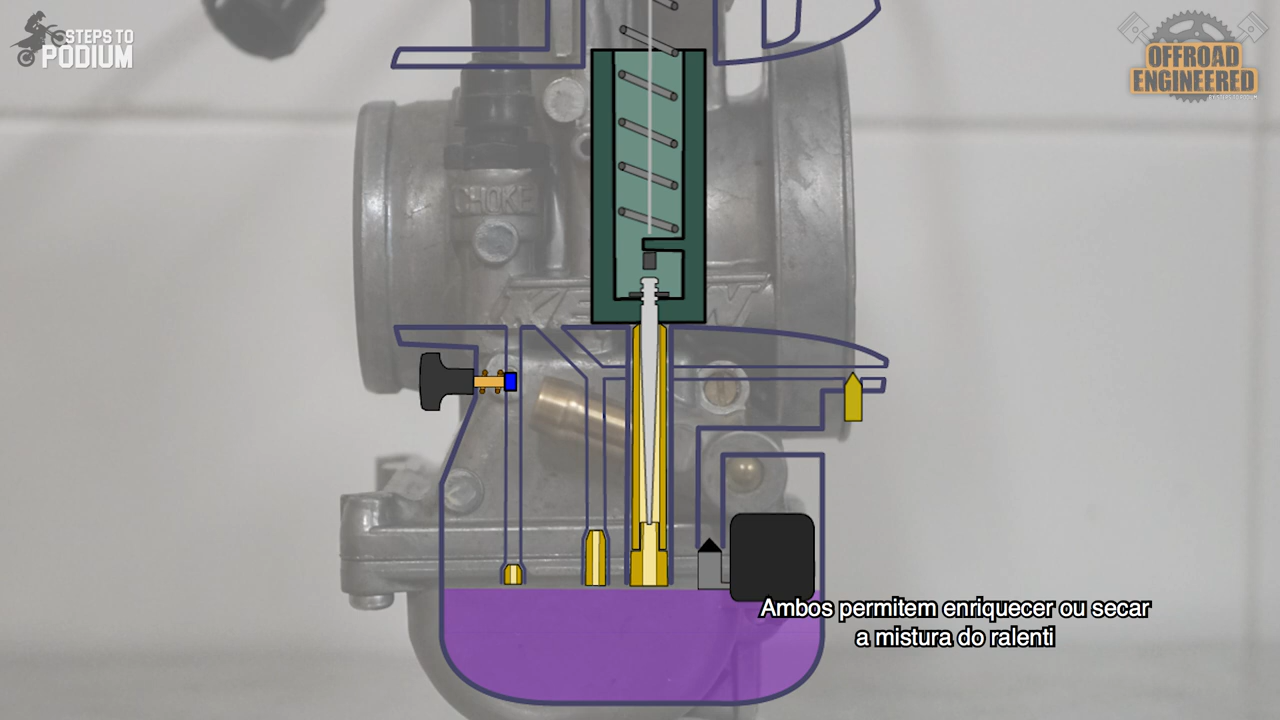 STEPS TO
PODIUM
OFFROAD
ENGINEERED
CHOKE
Ambos permitem enriquecer ou secar
a mistura do ralenti